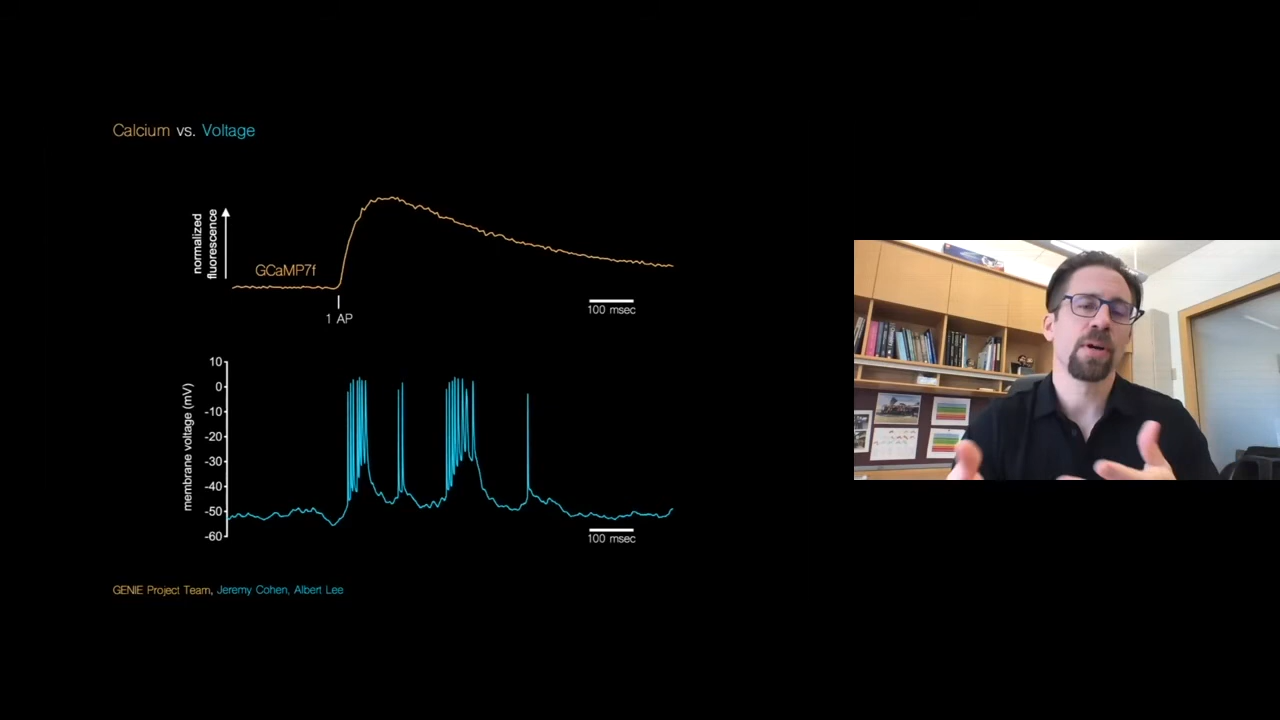 Calcium vs. Voltage
normalized
fluorescence
GCaMP7f
1 AP
100 msec
membrane voltage (mV)
10
0
-10
-20
-30
-40
-50
-60
100 msec
GENIE Project Team, Jeremy Cohen, Albert Lee